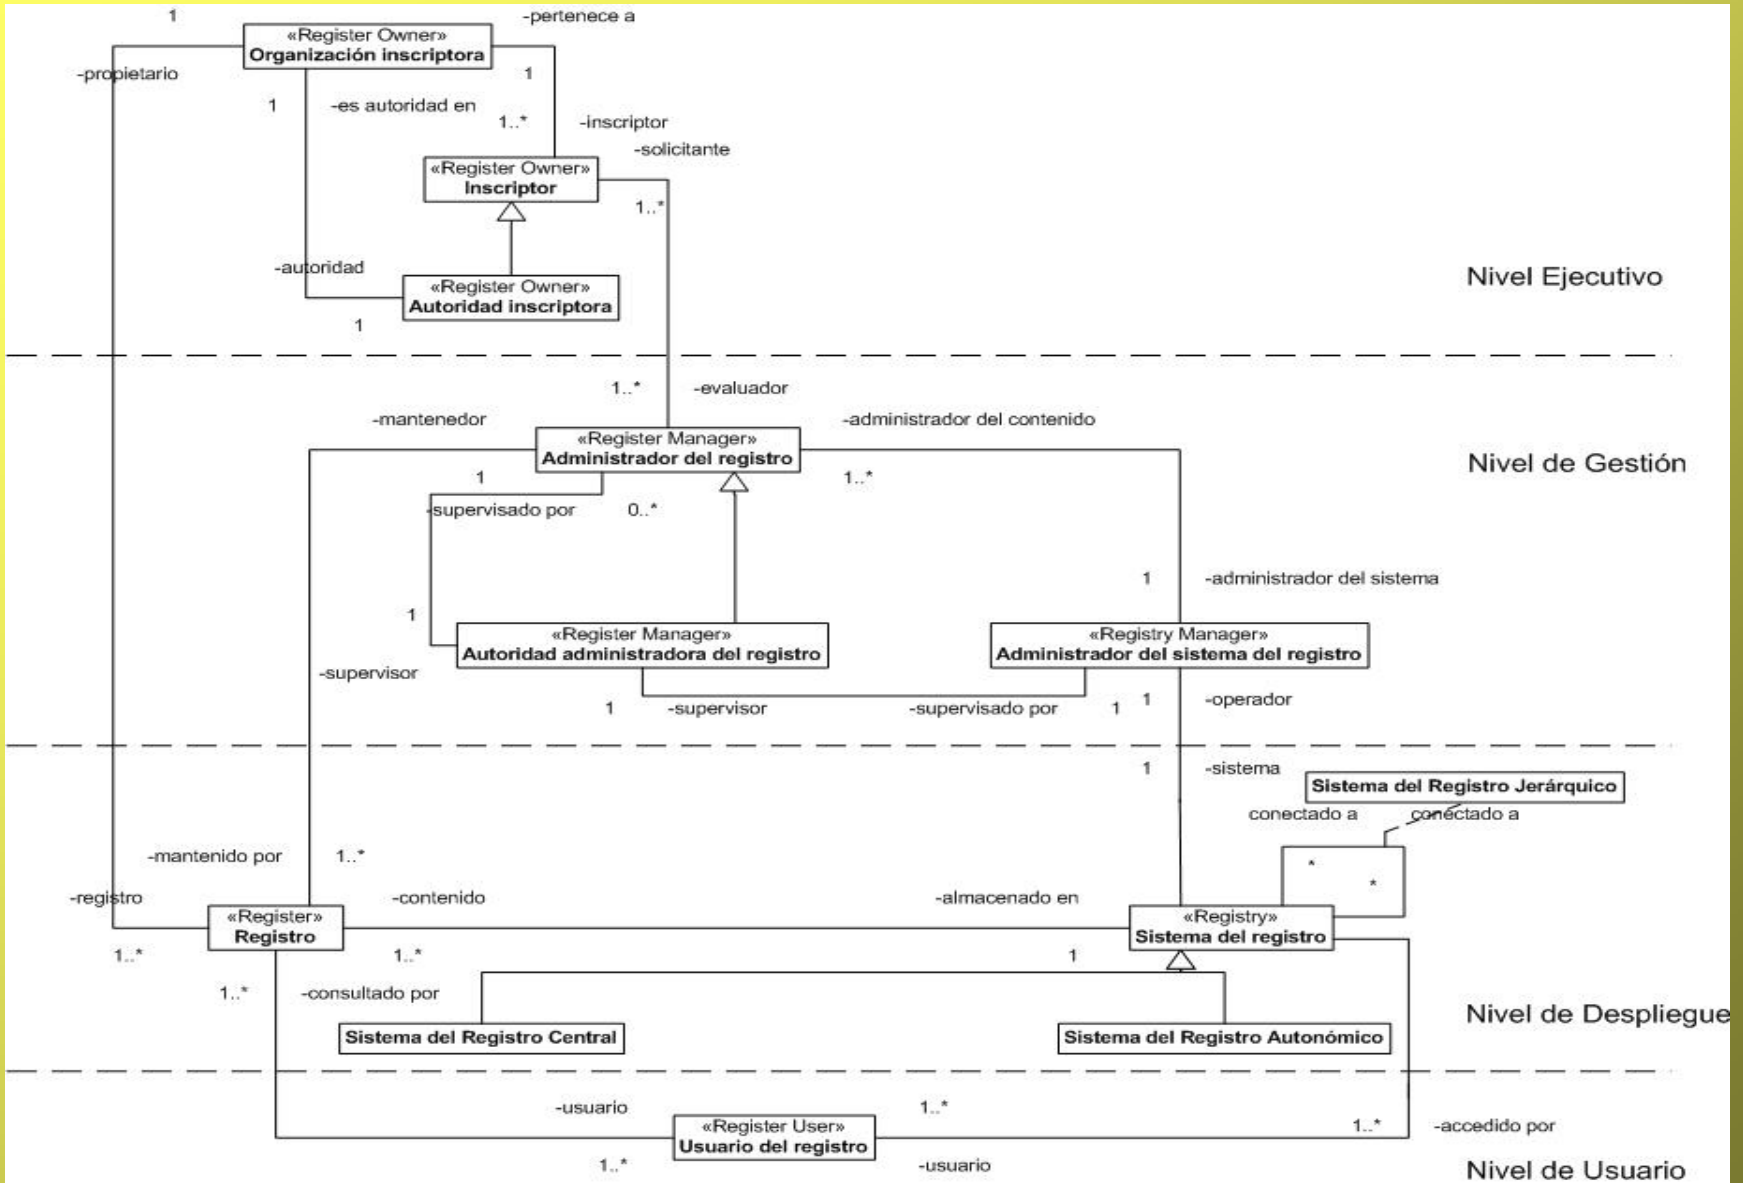 1
-pertenece a
«Register Owner»
Organización inscriptora
-propietario
1
1
-es autoridad en
1..*
-inscriptor
-solicitante
«Register Owner»
Inscriptor
1..*
-autoridad
«Register Owner»
Autoridad inscriptora
1
Nivel Ejecutivo
1..*
-evaluador
-mantenedor
-administrador del contenido
«Register Manager»
Administrador del registro
Nivel de Gestión
1
1..*
-supervisado por
0..*
1
-administrador del sistema
1
«Register Manager»
Autoridad administradora del registro
«Registry Manager»
Administrador del sistema del registro
-supervisor
1
-supervisor
-supervisado por
1
1
-operador
1
-sistema
Sistema del Registro Jerárquico
conectado a
conectado a
-mantenido por
1..*
*
*
-registro
-contenido
-almacenado en
«Register»
Registro
«Registry»
Sistema del registro
1..*
1..*
1
1..*
-consultado por
Nivel de Despliegue
Sistema del Registro Central
Sistema del Registro Autonómico
-usuario
1..*
«Register User»
Usuario del registro
1..*
-accedido por
1..*
-usuario
Nivel de Usuario